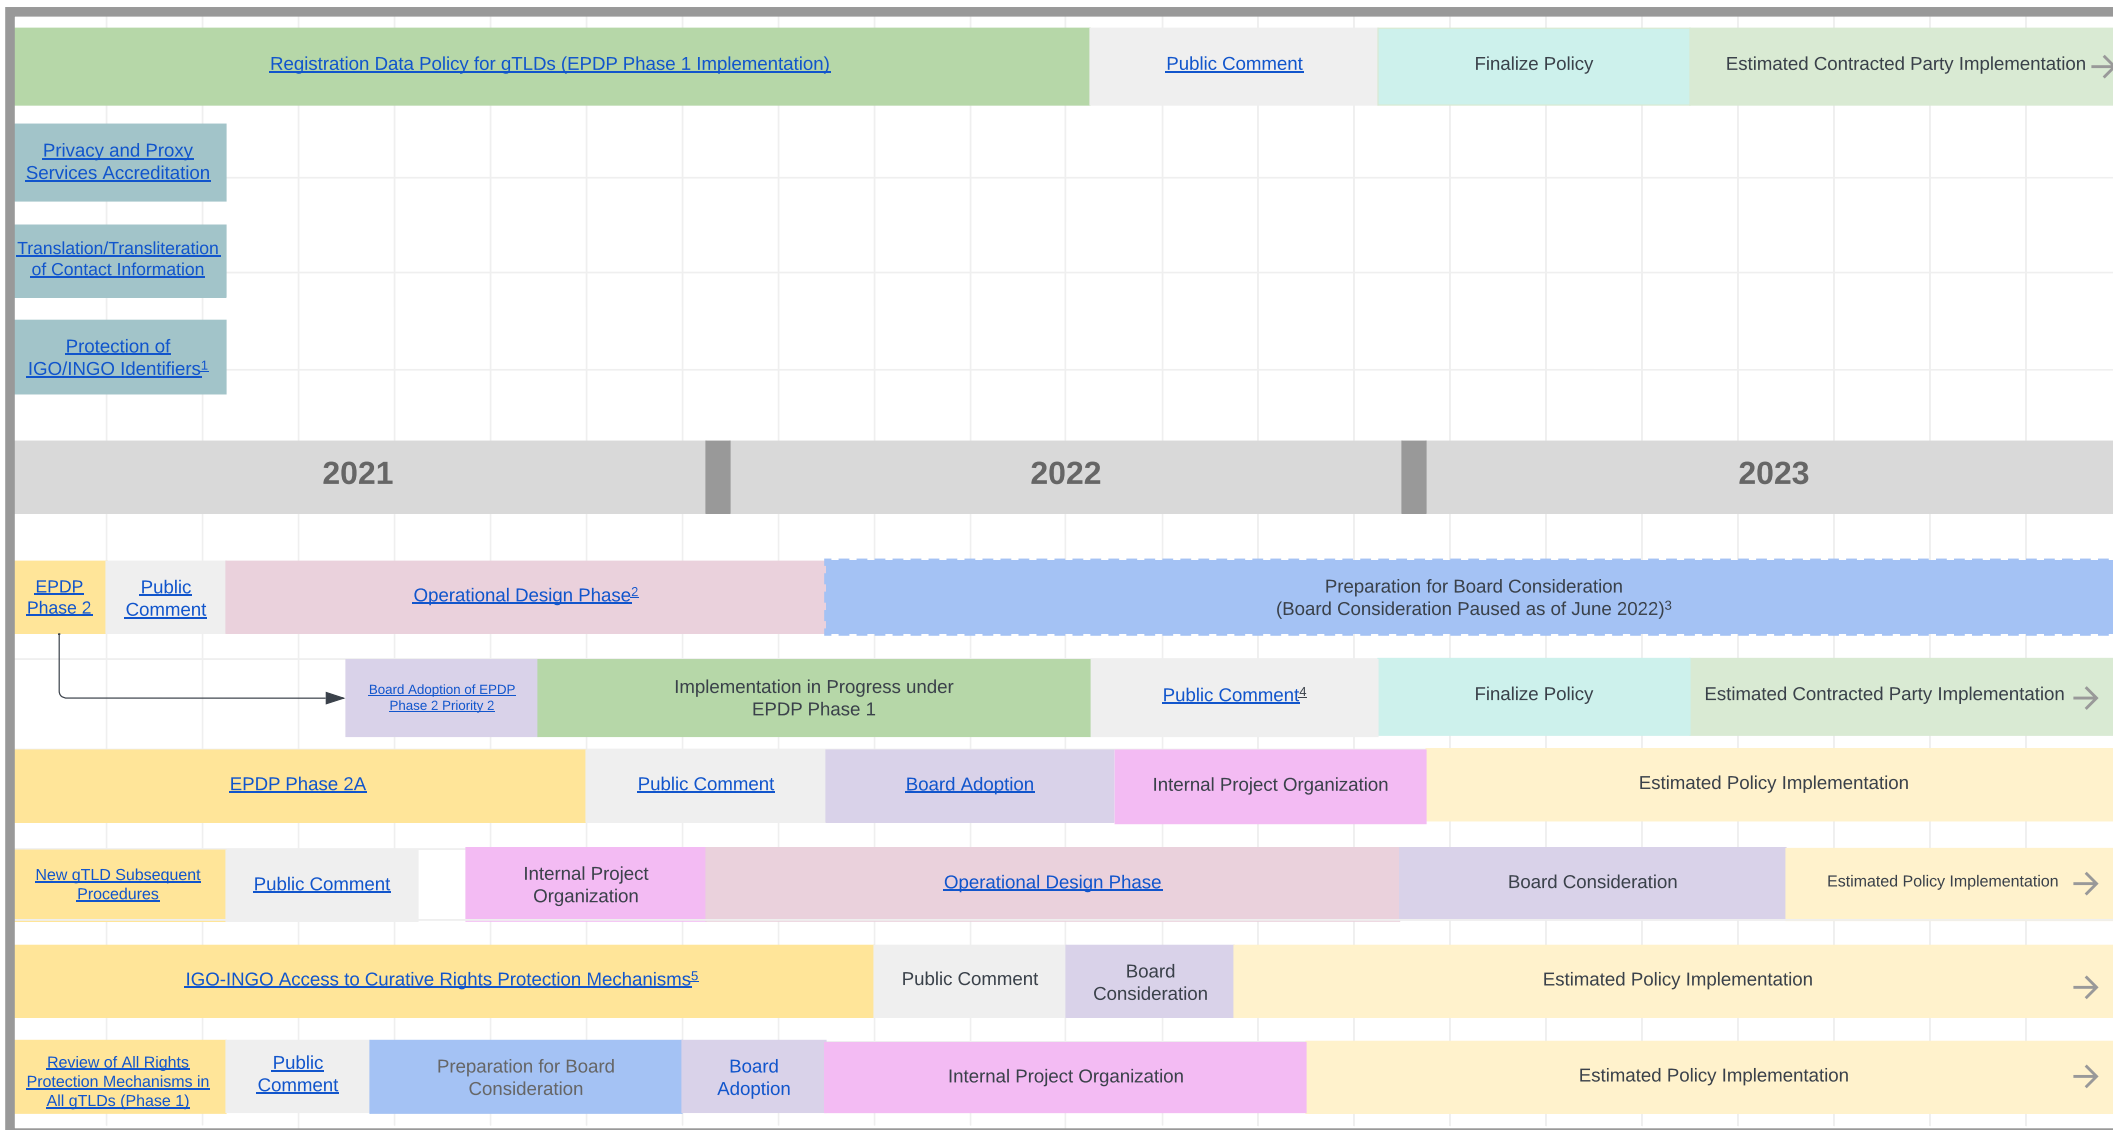 Registration Data Policy for gTLDs (EPDP Phase 1 Implementation)
Public Comment
Finalize Policy
Estimated Contracted Party Implementation
Privacy and Proxy
Services Accreditation
Translation/Transliteration
of Contact Information
Protection of
IGO/INGO Identifiers1
2021
2022
2023
EPDP
Phase 2
Public
Comment
Operational Design Phase2
Preparation for Board Consideration
(Board Consideration Paused as of June 2022)3
Board Adoption of EPDP
Phase 2 Priority 2
Implementation in Progress under
EPDP Phase 1
Public Comment4
Finalize Policy
Estimated Contracted Party Implementation
EPDP Phase 2A
Public Comment
Board Adoption
Internal Project Organization
Estimated Policy Implementation
New gTLD Subsequent
Procedures
Public Comment
Internal Project
Organization
Operational Design Phase
Board Consideration
Estimated Policy Implementation
IGO-INGO Access to Curative Rights Protection Mechanisms5
Public Comment
Board
Consideration
Estimated Policy Implementation
Review of All Rights
Protection Mechanisms in
All gTLDs (Phase 1)
Public
Comment
Preparation for Board
Consideration
Board
Adoption
Internal Project Organization
Estimated Policy Implementation